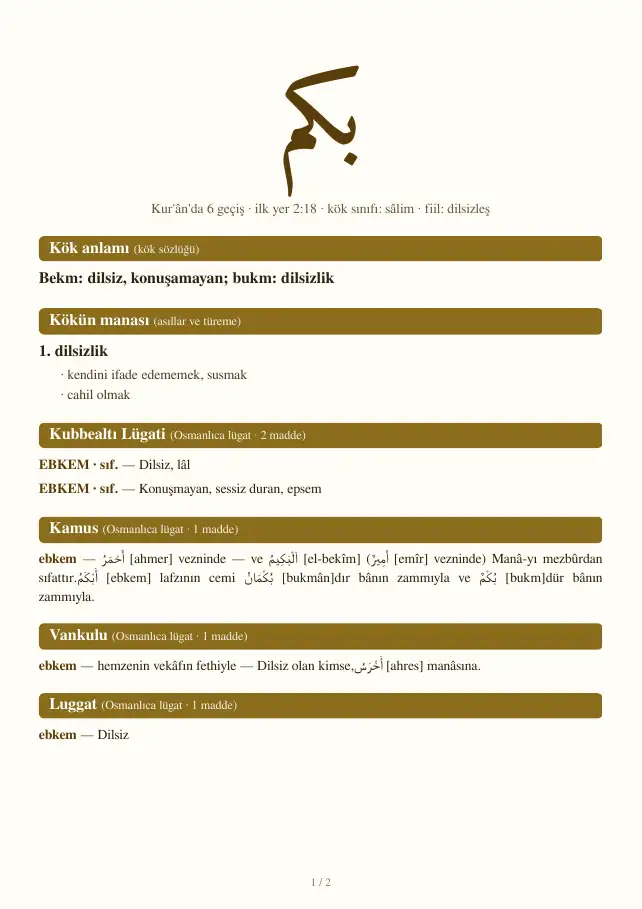 بكم
Kur'ân'da 6 geçiş · ilk yer 2:18 · kök sınıfı: sâlim · fiil: dilsizleş
Kök anlamı (kök sözlüğü)
Bekm: dilsiz, konuşamayan; bukm: dilsizlik
Kökün manası (asıllar ve türeme)
1. dilsizlik
· kendini ifade edememek, susmak
· cahil olmak
Kubbealtı Lügati (Osmanlıca lügat · 2 madde)
EBKEM · sıf. — Dilsiz, lâl
EBKEM · sıf. — Konuşmayan, sessiz duran, epsem
Kamus (Osmanlıca lügat · 1 madde)
ebkem — أَحْمَرُ [ahmer] vezninde — ve اَلْبَكِيمُ [el-bekîm] (أَمِيرٌ [emîr] vezninde) Manâ-yı mezbûrdan
sıfattır.أَبْكَمُ [ebkem] lafzının cemi بُكْمَانُ [bukmân]dır bânın zammıyla ve بُكْمٌ [bukm]dür bânın
zammıyla.
Vankulu (Osmanlıca lügat · 1 madde)
ebkem — hemzenin vekâfın fethiyle — Dilsiz olan kimse,أَخْرَسُ [ahres] manâsına.
Luggat (Osmanlıca lügat · 1 madde)
ebkem — Dilsiz
1 / 2